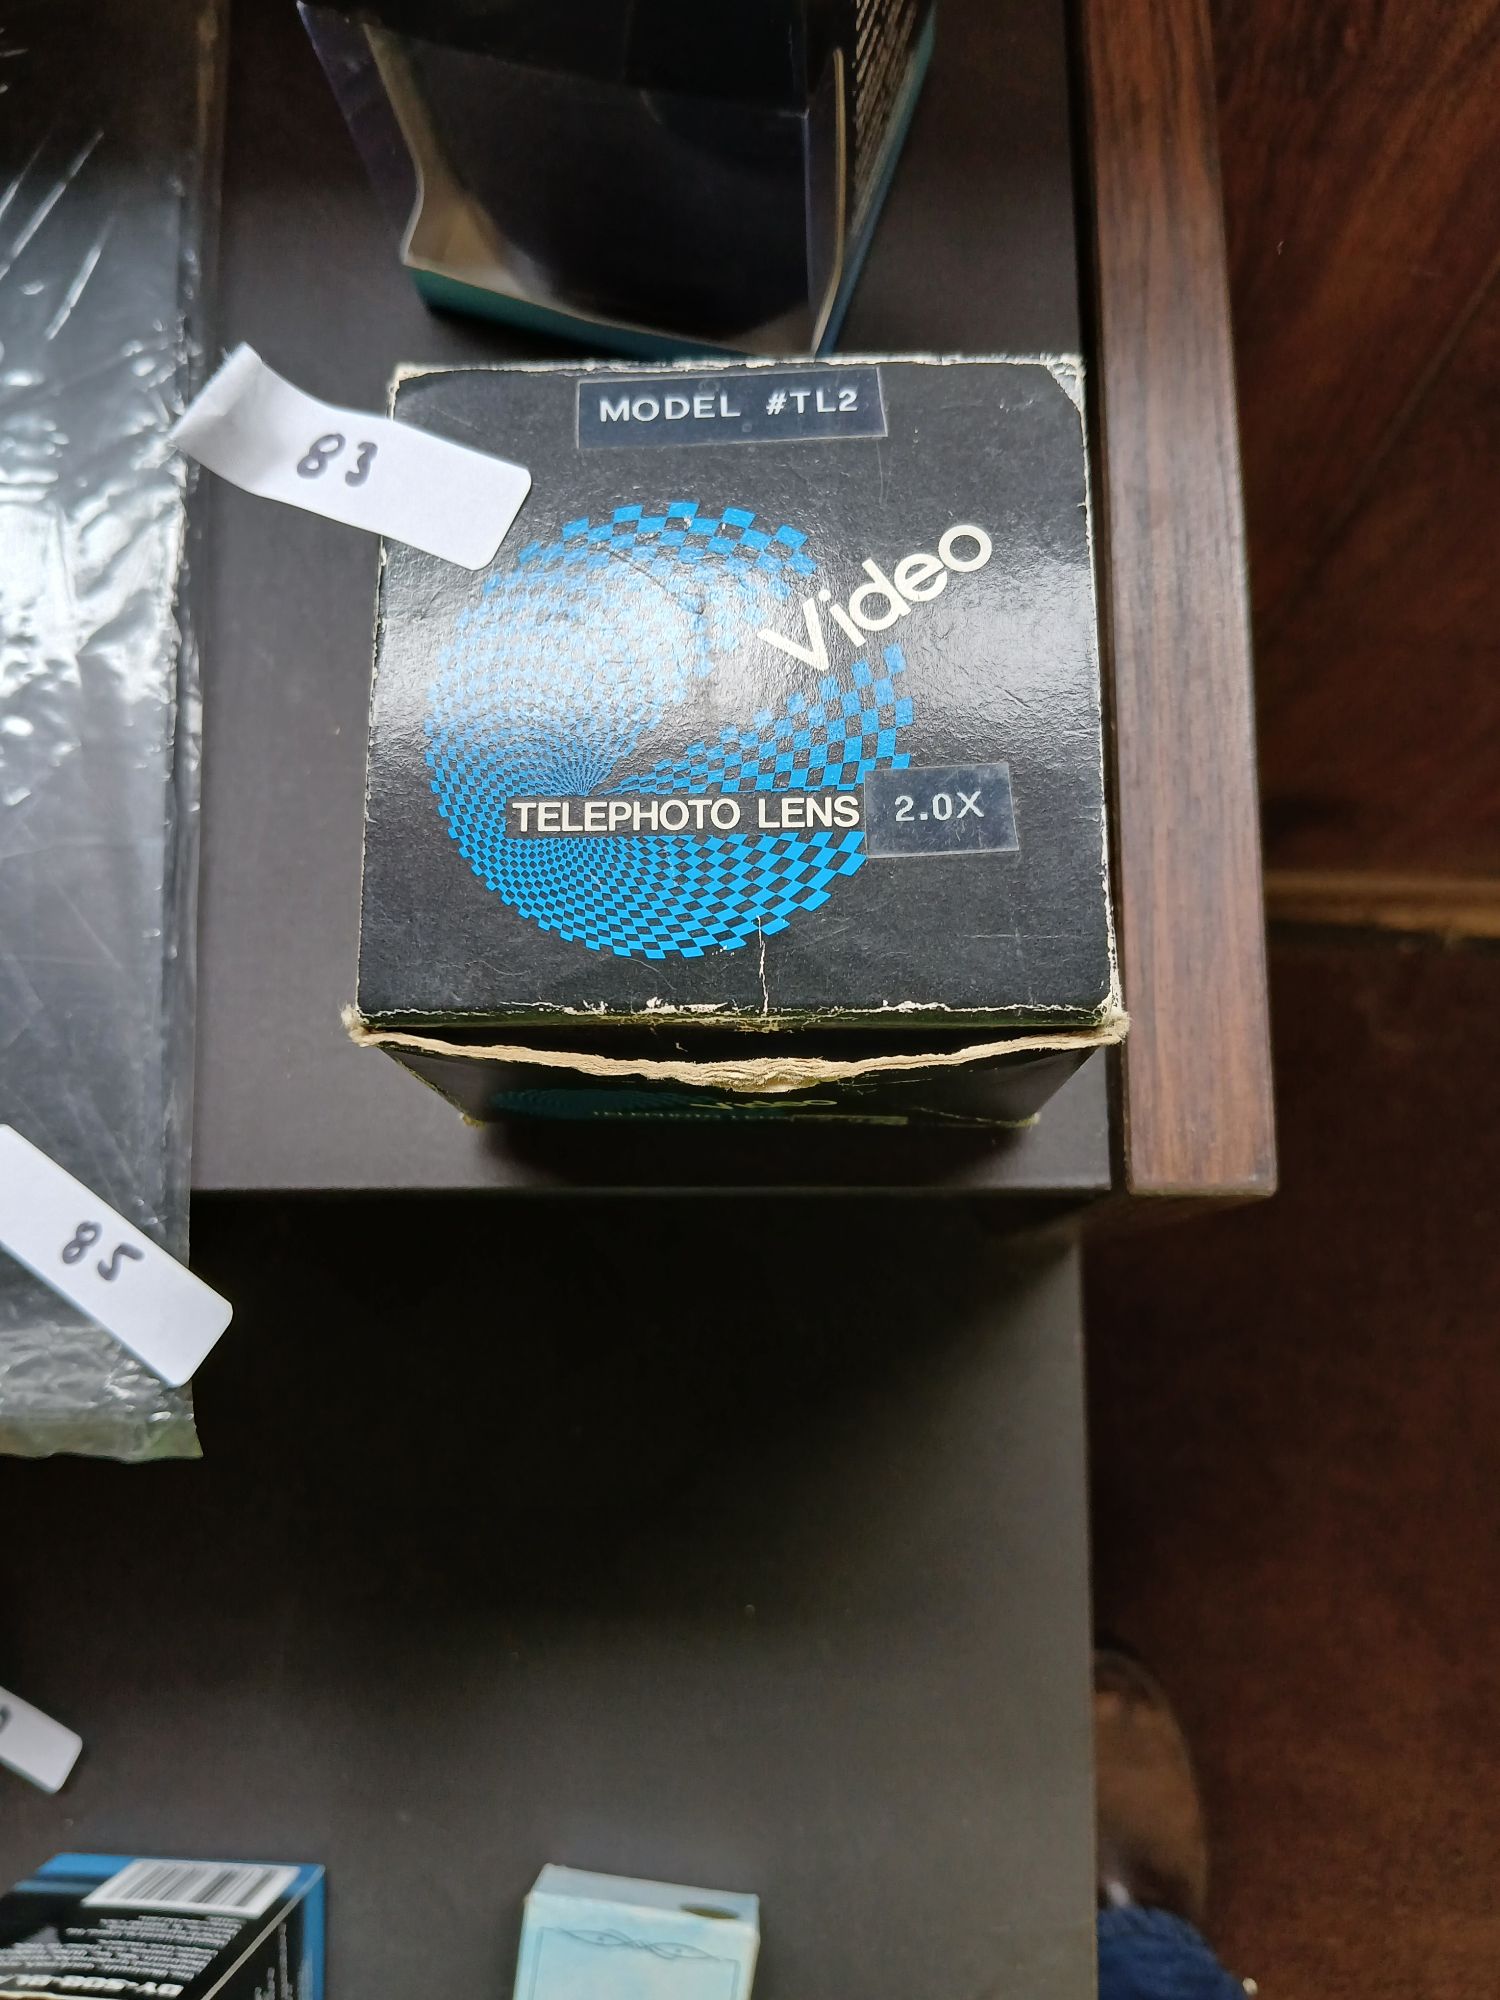 MODEL #TL2
83
Video
TELEPHOTO LENS 2.0X
85